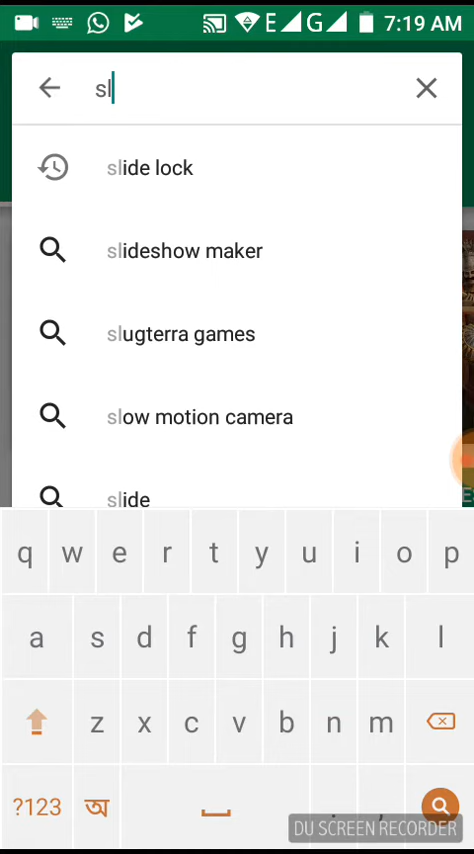 E G 7:19 AM
sl
slide lock
slideshow maker
slugterra games
slow motion camera
slide
q w e r t y u i o p
a s d f g h j k l
z x c v b n m
?123 অ . ,
DU SCREEN RECORDER